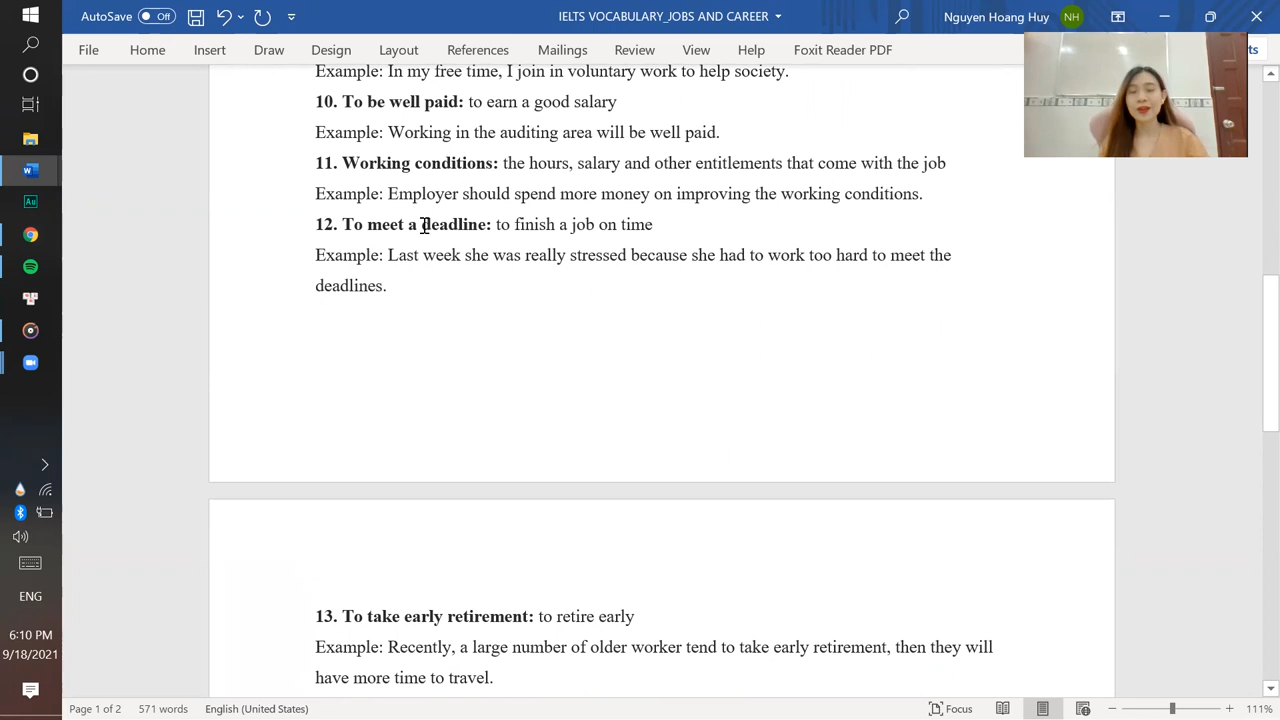 AutoSave Off
IELTS VOCABULARY_JOBS AND CAREER
Nguyen Hoang Huy NH
File Home Insert Draw Design Layout References Mailings Review View Help Foxit Reader PDF
Example: In my free time, I join in voluntary work to help society.
10. To be well paid: to earn a good salary
Example: Working in the auditing area will be well paid.
11. Working conditions: the hours, salary and other entitlements that come with the job
Example: Employer should spend more money on improving the working conditions.
12. To meet a deadline: to finish a job on time
Example: Last week she was really stressed because she had to work too hard to meet the
deadlines.
13. To take early retirement: to retire early
Example: Recently, a large number of older worker tend to take early retirement, then they will
have more time to travel.
Au
ENG
6:10 PM
9/18/2021
Page 1 of 2 571 words English (United States) Focus 111%